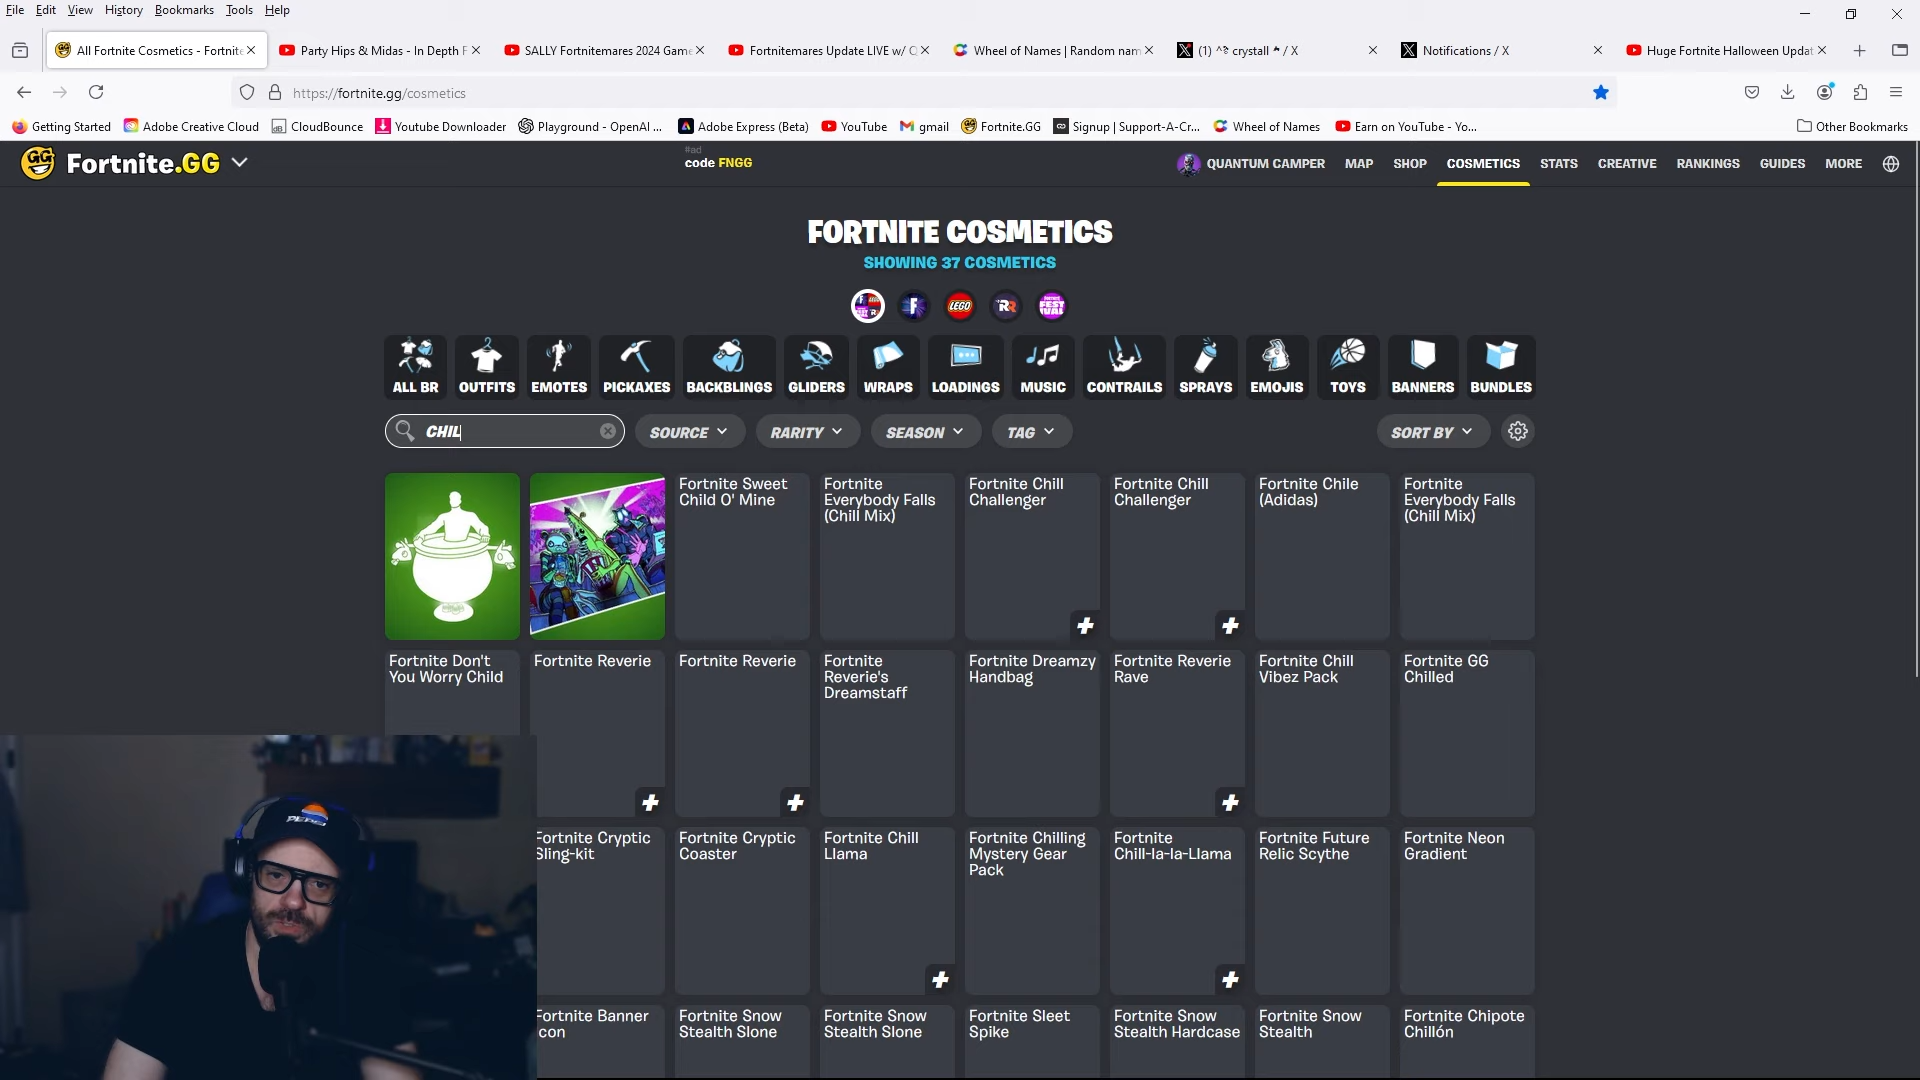 File Edit View History Bookmarks Tools Help
All Fortnite Cosmetics - Fortnite
Party Hips & Midas - In Depth F
SALLY Fortnitemares 2024 Game
Fortnitemares Update LIVE w/ Q
Wheel of Names | Random nam
(1) ^? crystall / X
Notifications / X
Huge Fortnite Halloween Updat
https://fortnite.gg/cosmetics
Getting Started Adobe Creative Cloud CloudBounce Youtube Downloader Playground - OpenAI ... Adobe Express (Beta) YouTube gmail Fortnite.GG Signup | Support-A-Cr... Wheel of Names Earn on YouTube - Yo... Other Bookmarks
GG Fortnite.GG
#ad
code FNGG
QUANTUM CAMPER MAP SHOP COSMETICS STATS CREATIVE RANKINGS GUIDES MORE
FORTNITE COSMETICS
SHOWING 37 COSMETICS
F LEGO RR FESTIVAL
ALL BR OUTFITS EMOTES PICKAXES BACKBLINGS GLIDERS WRAPS LOADINGS MUSIC CONTRAILS SPRAYS EMOJIS TOYS BANNERS BUNDLES
CHIL SOURCE RARITY SEASON TAG SORT BY
Fortnite Sweet
Child O' Mine
Fortnite
Everybody Falls
(Chill Mix)
Fortnite Chill
Challenger
Fortnite Chill
Challenger
Fortnite Chile
(Adidas)
Fortnite
Everybody Falls
(Chill Mix)
Fortnite Don't
You Worry Child
Fortnite Reverie
Fortnite Reverie
Fortnite
Reverie's
Dreamstaff
Fortnite Dreamzy
Handbag
Fortnite Reverie
Rave
Fortnite Chill
Vibez Pack
Fortnite GG
Chilled
Fortnite Cryptic
Sling-kit
Fortnite Cryptic
Coaster
Fortnite Chill
Llama
Fortnite Chilling
Mystery Gear
Pack
Fortnite
Chill-la-la-Llama
Fortnite Future
Relic Scythe
Fortnite Neon
Gradient
Fortnite Banner
Icon
Fortnite Snow
Stealth Slone
Fortnite Snow
Stealth Slone
Fortnite Sleet
Spike
Fortnite Snow
Stealth Hardcase
Fortnite Snow
Stealth
Fortnite Chipote
Chillón
PEPSI